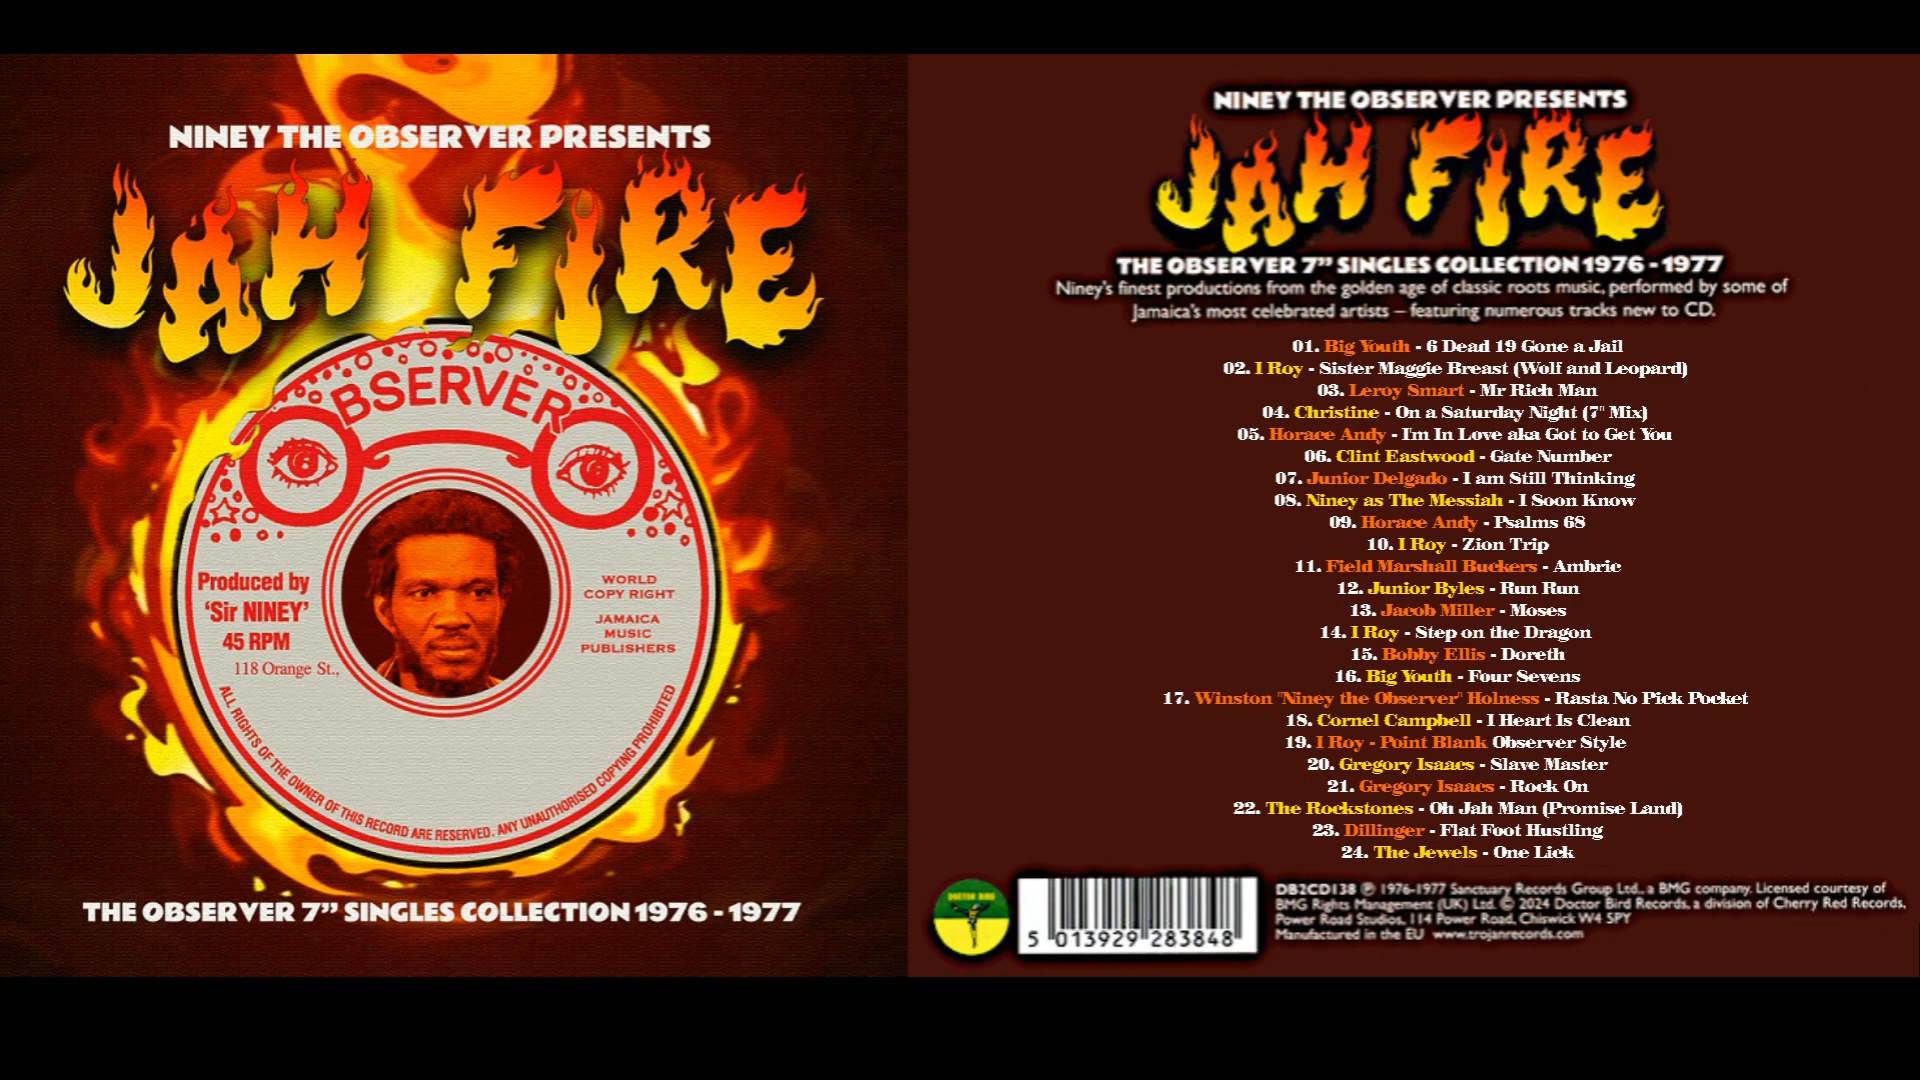 NINEY THE OBSERVER PRESENTS
JAH FIRE
OBSERVER
Produced by
'Sir NINEY'
45 RPM
118 Orange St.,
WORLD
COPY RIGHT
JAMAICA
MUSIC
PUBLISHERS
ALL RIGHTS OF THE OWNER OF THIS RECORD ARE RESERVED. ANY UNAUTHORISED COPYING PROHIBITED
THE OBSERVER 7” SINGLES COLLECTION 1976 - 1977
NINEY THE OBSERVER PRESENTS
JAH FIRE
THE OBSERVER 7” SINGLES COLLECTION 1976 - 1977
Niney's finest productions from the golden age of classic roots music, performed by some of
Jamaica's most celebrated artists – featuring numerous tracks new to CD.
01. Big Youth - 6 Dead 19 Gone a Jail
02. I Roy - Sister Maggie Breast (Wolf and Leopard)
03. Leroy Smart - Mr Rich Man
04. Christine - On a Saturday Night (7" Mix)
05. Horace Andy - I'm In Love aka Got to Get You
06. Clint Eastwood - Gate Number
07. Junior Delgado - I am Still Thinking
08. Niney as The Messiah - I Soon Know
09. Horace Andy - Psalms 68
10. I Roy - Zion Trip
11. Field Marshall Buckers - Ambric
12. Junior Byles - Run Run
13. Jacob Miller - Moses
14. I Roy - Step on the Dragon
15. Bobby Ellis - Doreth
16. Big Youth - Four Sevens
17. Winston "Niney the Observer" Holness - Rasta No Pick Pocket
18. Cornel Campbell - I Heart Is Clean
19. I Roy - Point Blank Observer Style
20. Gregory Isaacs - Slave Master
21. Gregory Isaacs - Rock On
22. The Rockstones - Oh Jah Man (Promise Land)
23. Dillinger - Flat Foot Hustling
24. The Jewels - One Lick
DOCTOR BIRD
5 013929 283848
DB2CD138 ℗ 1976-1977 Sanctuary Records Group Ltd., a BMG company. Licensed courtesy of
BMG Rights Management (UK) Ltd. © 2024 Doctor Bird Records, a division of Cherry Red Records,
Power Road Studios, 114 Power Road, Chiswick W4 5PY
Manufactured in the EU www.trojanrecords.com